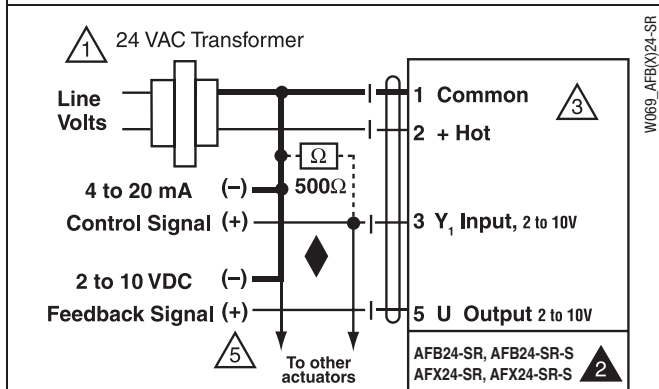 1 24 VAC Transformer
W069_AFB(X)24-SR
Line
Volts
1 Common
3
2 + Hot
Ω
500Ω
4 to 20 mA (−)
Control Signal (+)
3 Y1 Input, 2 to 10V
2 to 10 VDC (−)
Feedback Signal (+)
5 U Output 2 to 10V
5
To other
actuators
AFB24-SR, AFB24-SR-S
AFX24-SR, AFX24-SR-S
2